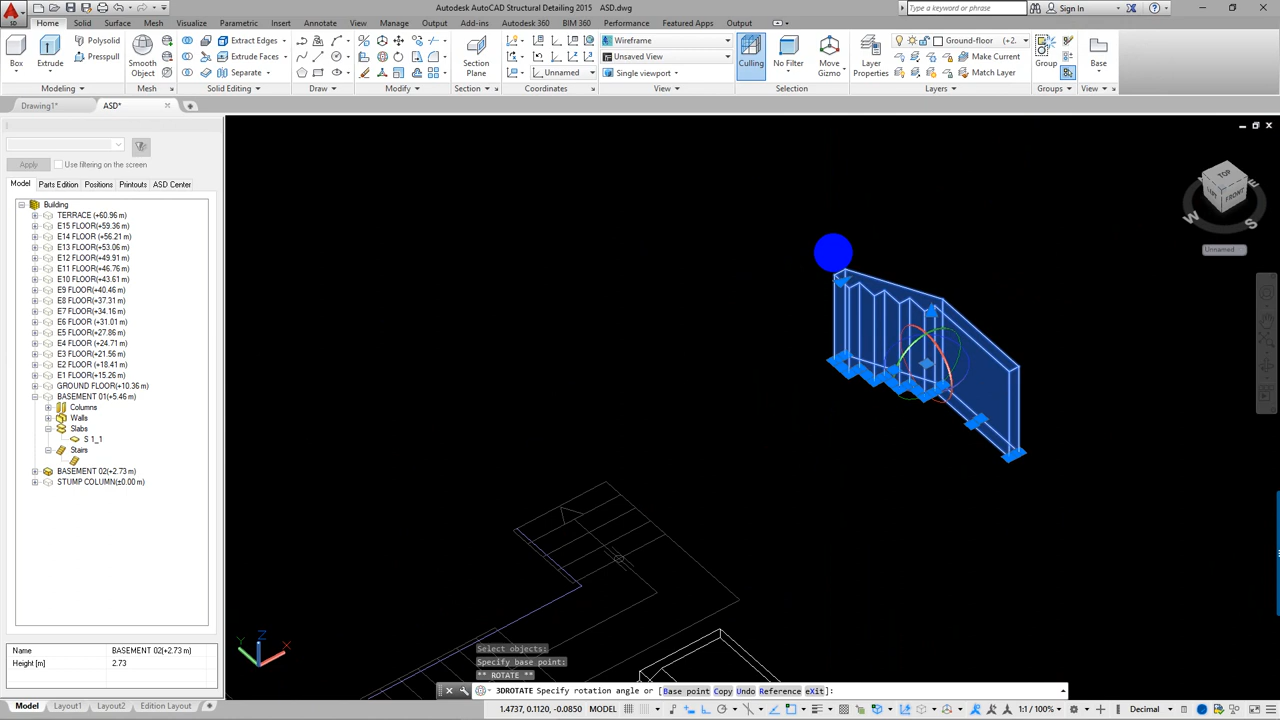 Autodesk AutoCAD Structural Detailing 2015 ASD.dwg
Type a keyword or phrase
Sign In
Home Solid Surface Mesh Visualize Parametric Insert Annotate View Manage Output Add-ins Autodesk 360 BIM 360 Performance Featured Apps Output
Box
Extrude
Polysolid
Presspull
Modeling
Smooth Object
Mesh
Extract Edges
Extrude Faces
Separate
Solid Editing
Draw
Modify
Section Plane
Section
Unnamed
Coordinates
Wireframe
Unsaved View
Single viewport
View
Culling
No Filter
Move Gizmo
Selection
Layer Properties
Ground-floor (+2.
Make Current
Match Layer
Layers
Group
Groups
Base
View
Drawing1*
ASD*
Apply
Use filtering on the screen
Model Parts Edition Positions Printouts ASD Center
Building
TERRACE (+60.96 m)
E15 FLOOR(+59.36 m)
E14 FLOOR (+56.21 m)
E13 FLOOR(+53.06 m)
E12 FLOOR(+49.91 m)
E11 FLOOR(+46.76 m)
E10 FLOOR(+43.61 m)
E9 FLOOR(+40.46 m)
E8 FLOOR(+37.31 m)
E7 FLOOR(+34.16 m)
E6 FLOOR(+31.01 m)
E5 FLOOR(+27.86 m)
E4 FLOOR(+24.71 m)
E3 FLOOR(+21.56 m)
E2 FLOOR(+18.41 m)
E1 FLOOR(+15.26 m)
GROUND FLOOR(+10.36 m)
BASEMENT 01(+5.46 m)
Columns
Walls
Slabs
S 1_1
Stairs
BASEMENT 02(+2.73 m)
STUMP COLUMN(±0.00 m)
Name BASEMENT 02(+2.73 m)
Height [m] 2.73
TOP
FRONT
W
S
E
Unnamed
X
Y
Z
Select objects:
Specify base point:
** ROTATE **
3DROTATE Specify rotation angle or [Base point Copy Undo Reference eXit]:
Model Layout1 Layout2 Edition Layout
1.4737, 0.1120, -0.0850 MODEL
1:1 / 100%
Decimal